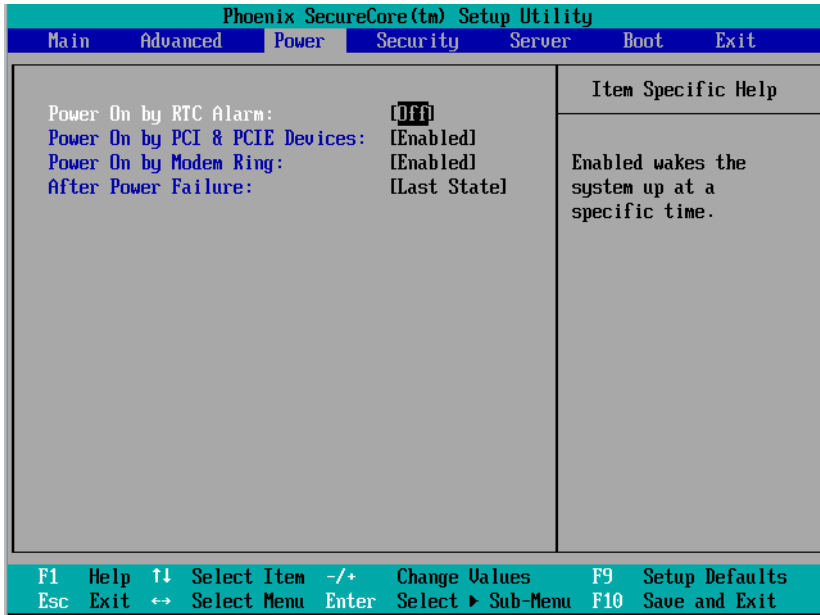 Phoenix SecureCore(tm) Setup Utility
Main Advanced Power Security Server Boot Exit
Item Specific Help
Power On by RTC Alarm: [Off]
Power On by PCI & PCIE Devices: [Enabled]
Power On by Modem Ring: [Enabled]
After Power Failure: [Last State]
Enabled wakes the
system up at a
specific time.
F1 Help ↑↓ Select Item -/+ Change Values F9 Setup Defaults
Esc Exit ↔ Select Menu Enter Select ▶ Sub-Menu F10 Save and Exit